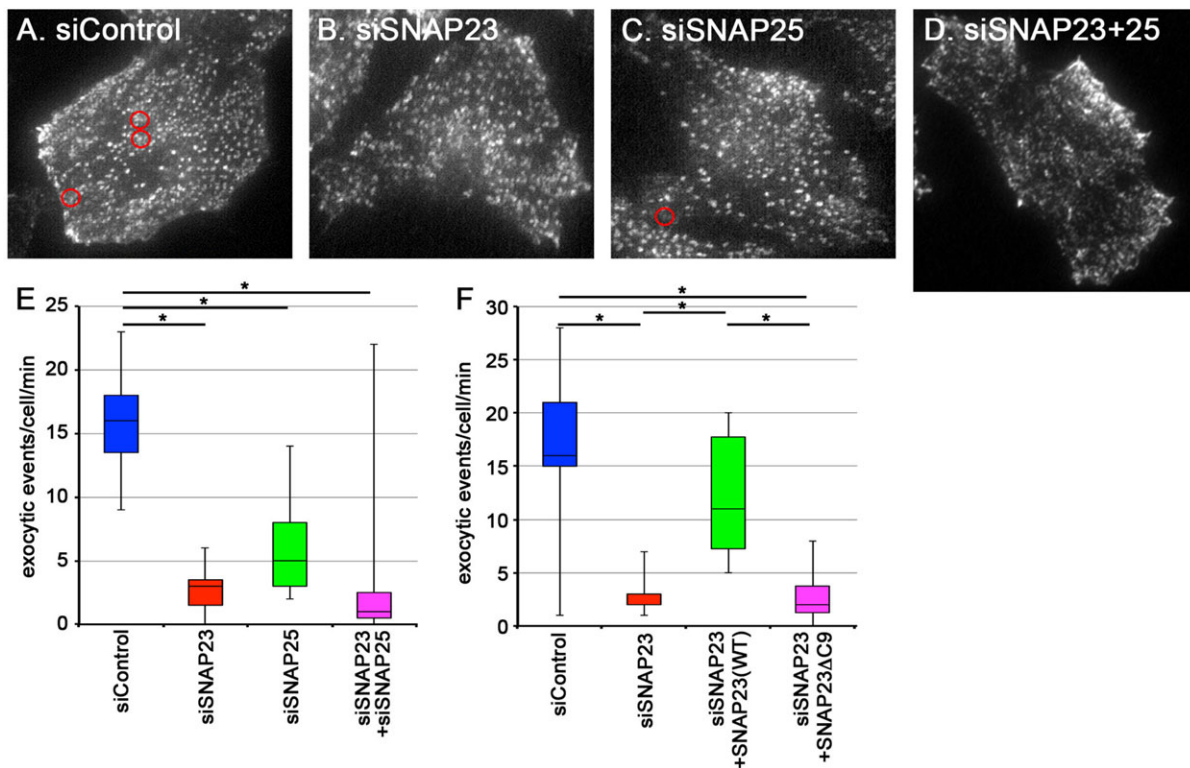 A. siControl
B. siSNAP23
C. siSNAP25
D. siSNAP23+25
E
exocytic events/cell/min
25
20
15
10
5
0
*
*
*
siControl
siSNAP23
siSNAP25
siSNAP23
+siSNAP25
F
exocytic events/cell/min
30
25
20
15
10
5
0
*
*
*
*
siControl
siSNAP23
siSNAP23
+SNAP23(WT)
siSNAP23
+SNAP23ΔC9